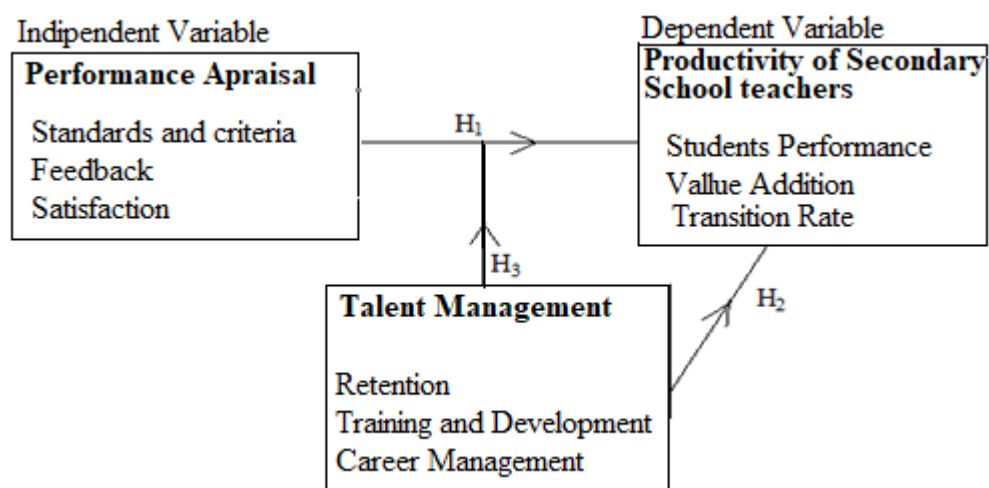 Indipendent Variable
Performance Apraisal
Standards and criteria
Feedback
Satisfaction
H₁
Dependent Variable
Productivity of Secondary
School teachers
Students Performance
Vallue Addition
Transition Rate
H₃
H₂
Talent Management
Retention
Training and Development
Career Management